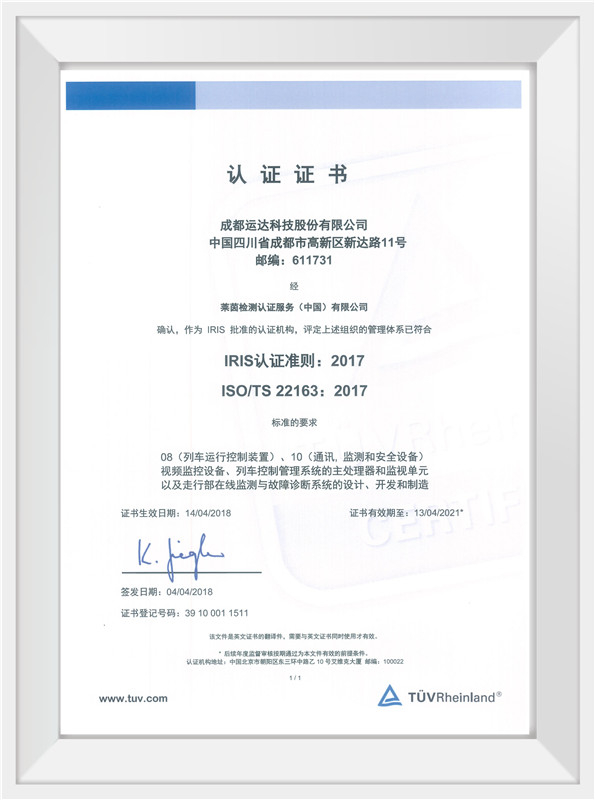 认证证书
成都运达科技股份有限公司
中国四川省成都市高新区新达路11号
邮编：611731
经
莱茵检测认证服务（中国）有限公司
确认，作为 IRIS 批准的认证机构，评定上述组织的管理体系已符合
IRIS认证准则：2017
ISO/TS 22163：2017
标准的要求
08（列车运行控制装置）、10（通讯, 监测和安全设备）
视频监控设备、列车控制管理系统的主处理器和监视单元
以及走行部在线监测与故障诊断系统的设计、开发和制造
证书生效日期：14/04/2018 证书有效期至：13/04/2021*
签发日期：04/04/2018
证书登记号码：39 10 001 1511
该文件是英文证书的翻译件，需要与英文证书同时使用才有效。
* 后续年度监督审核按期通过为本文件有效的前提条件。
认证机构地址：中国北京市朝阳区东三环中路乙 10 号艾维克大厦 邮编：100022
1 / 1
www.tuv.com
TÜVRheinland®